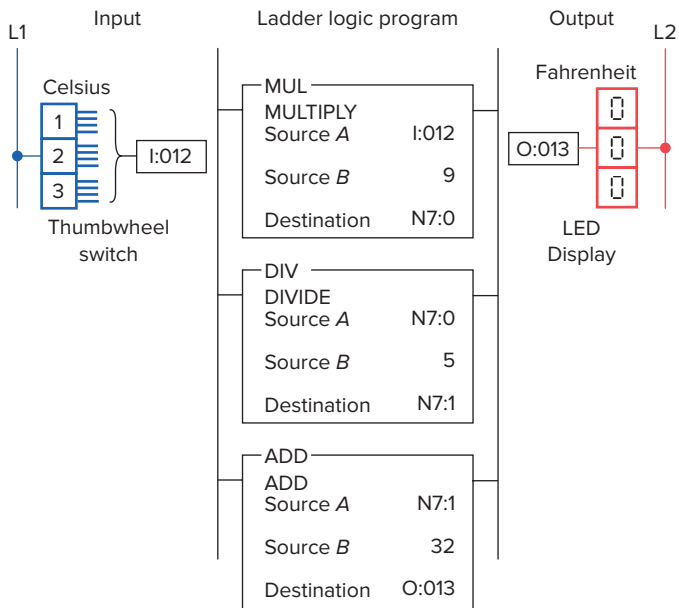 Input
Ladder logic program
Output
L1
L2
Celsius
1
2
3
I:012
Thumbwheel
switch
MUL
MULTIPLY
Source A I:012
Source B 9
Destination N7:0
DIV
DIVIDE
Source A N7:0
Source B 5
Destination N7:1
ADD
ADD
Source A N7:1
Source B 32
Destination O:013
Fahrenheit
O:013
0
0
0
LED
Display